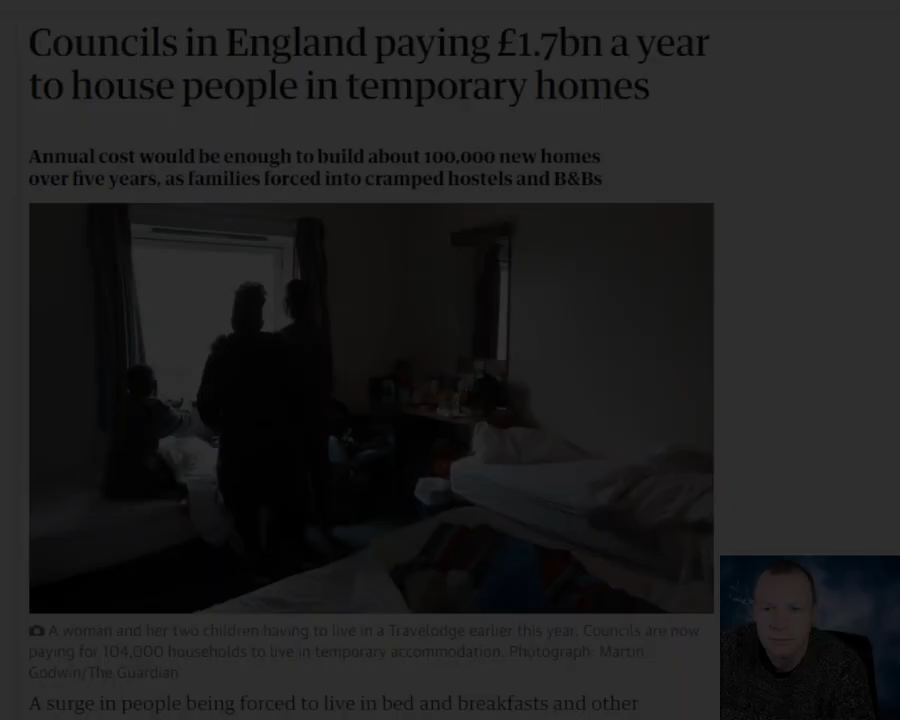 Councils in England paying £1.7bn a year
to house people in temporary homes
Annual cost would be enough to build about 100,000 new homes
over five years, as families forced into cramped hostels and B&Bs
A woman and her two children having to live in a Travelodge earlier this year. Councils are now
paying for 104,000 households to live in temporary accommodation. Photograph: Martin
Godwin/The Guardian
A surge in people being forced to live in bed and breakfasts and other